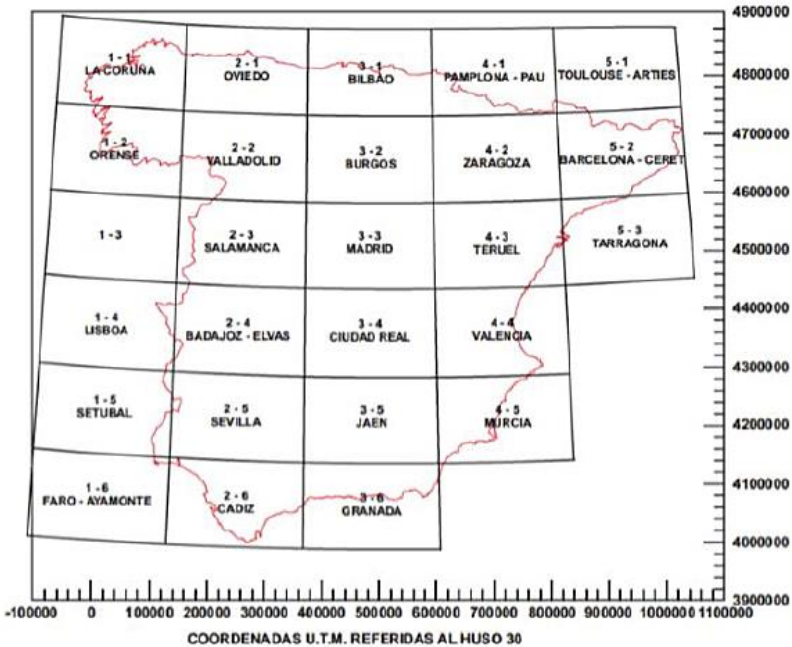 4900000
1 - 1
LA CORUÑA
2 - 1
OVIEDO
3 - 1
BILBAO
4 - 1
PAMPLONA - PAU
5 - 1
TOULOUSE - ARTIES
4800000
1 - 2
ORENSE
2 - 2
VALLADOLID
3 - 2
BURGOS
4 - 2
ZARAGOZA
5 - 2
BARCELONA - CERET
4700000
4600000
1 - 3
2 - 3
SALAMANCA
3 - 3
MADRID
4 - 3
TERUEL
5 - 3
TARRAGONA
4500000
1 - 4
LISBOA
2 - 4
BADAJOZ - ELVAS
3 - 4
CIUDAD REAL
4 - 4
VALENCIA
4400000
4300000
1 - 5
SETUBAL
2 - 5
SEVILLA
3 - 5
JAEN
4 - 5
MURCIA
4200000
1 - 6
FARO - AYAMONTE
2 - 6
CADIZ
3 - 6
GRANADA
4100000
4000000
3900000
-100000 0 100000 200000 300000 400000 500000 600000 700000 800000 900000 1000000 1100000
COORDENADAS U.T.M. REFERIDAS AL HUSO 30